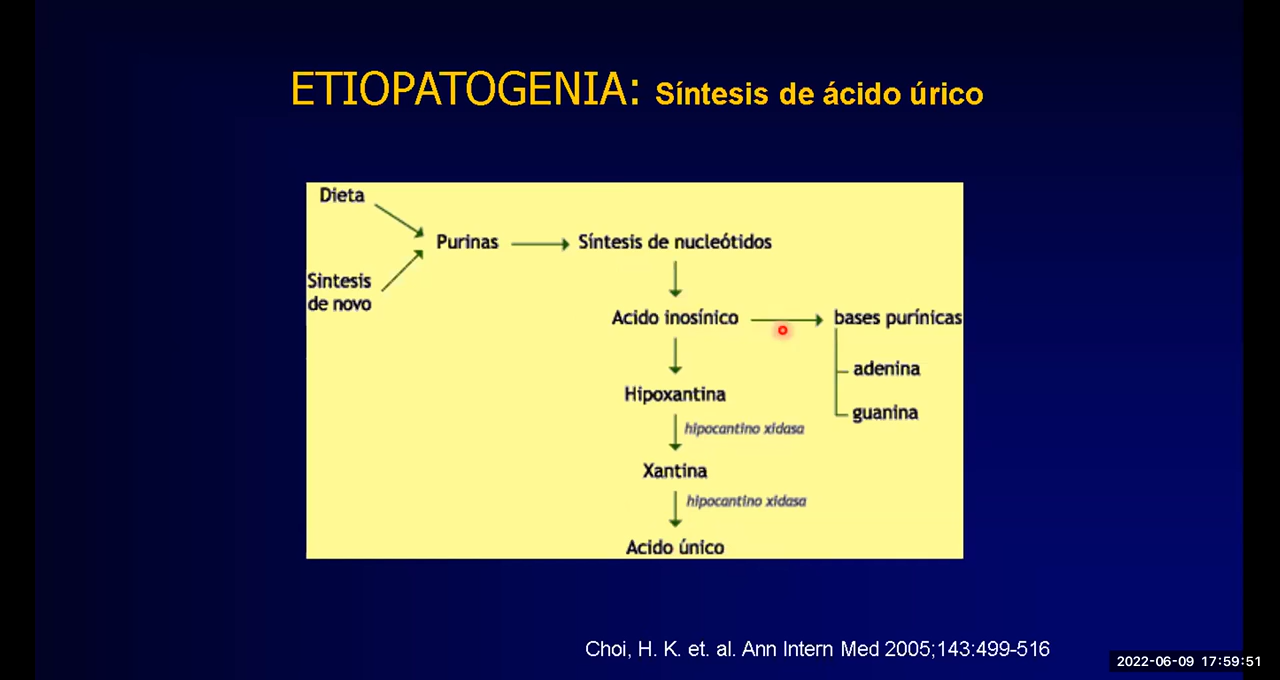 ETIOPATOGENIA: Síntesis de ácido úrico
Dieta
Purinas
Síntesis de nucleótidos
Sintesis
de novo
Acido inosínico
bases purínicas
adenina
Hipoxantina
guanina
hipocantino xidasa
Xantina
hipocantino xidasa
Acido único
Choi, H. K. et. al. Ann Intern Med 2005;143:499-516
2022-06-09 17:59:51